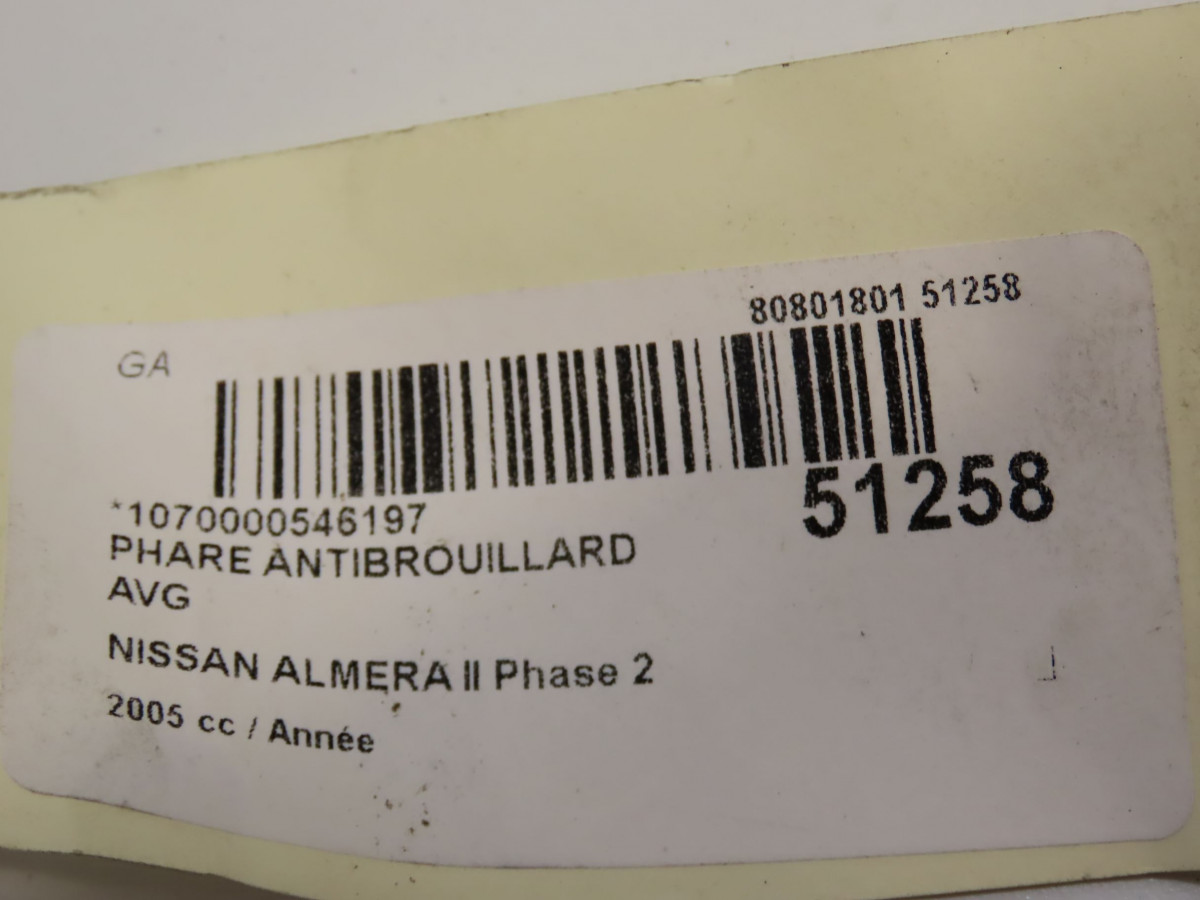 80801801 51258
GA
51258
*1070000546197
PHARE ANTIBROUILLARD
AVG
NISSAN ALMERA II Phase 2
2005 cc / Année